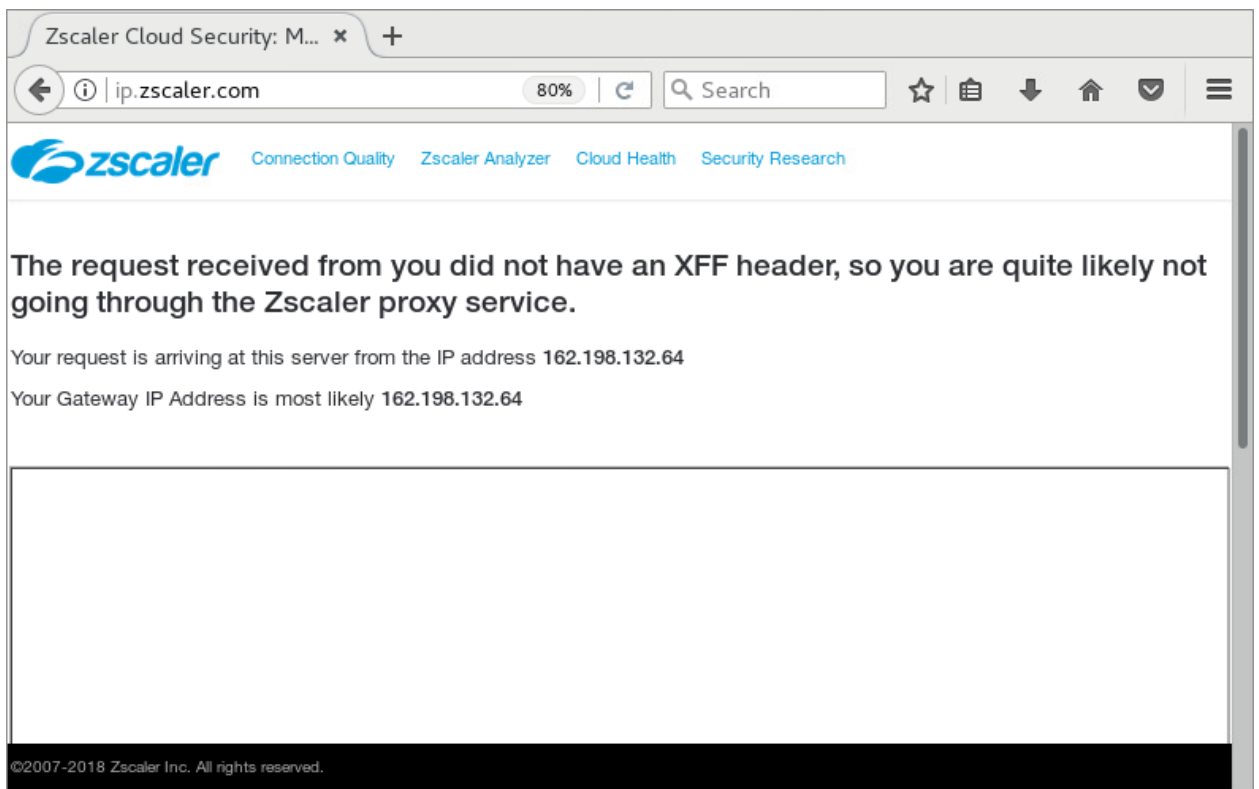 Zscaler Cloud Security: M...
ip.zscaler.com 80% Search
zscaler Connection Quality Zscaler Analyzer Cloud Health Security Research
The request received from you did not have an XFF header, so you are quite likely not
going through the Zscaler proxy service.
Your request is arriving at this server from the IP address 162.198.132.64
Your Gateway IP Address is most likely 162.198.132.64
©2007-2018 Zscaler Inc. All rights reserved.